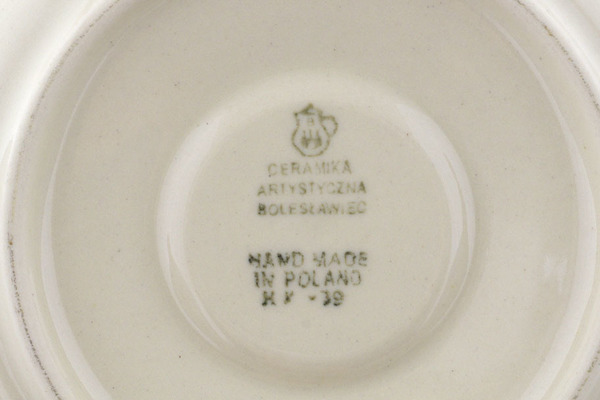 CERAMIKA
ARTYSTYCZNA
BOLESŁAWIEC
HAND MADE
IN POLAND
H K - 39